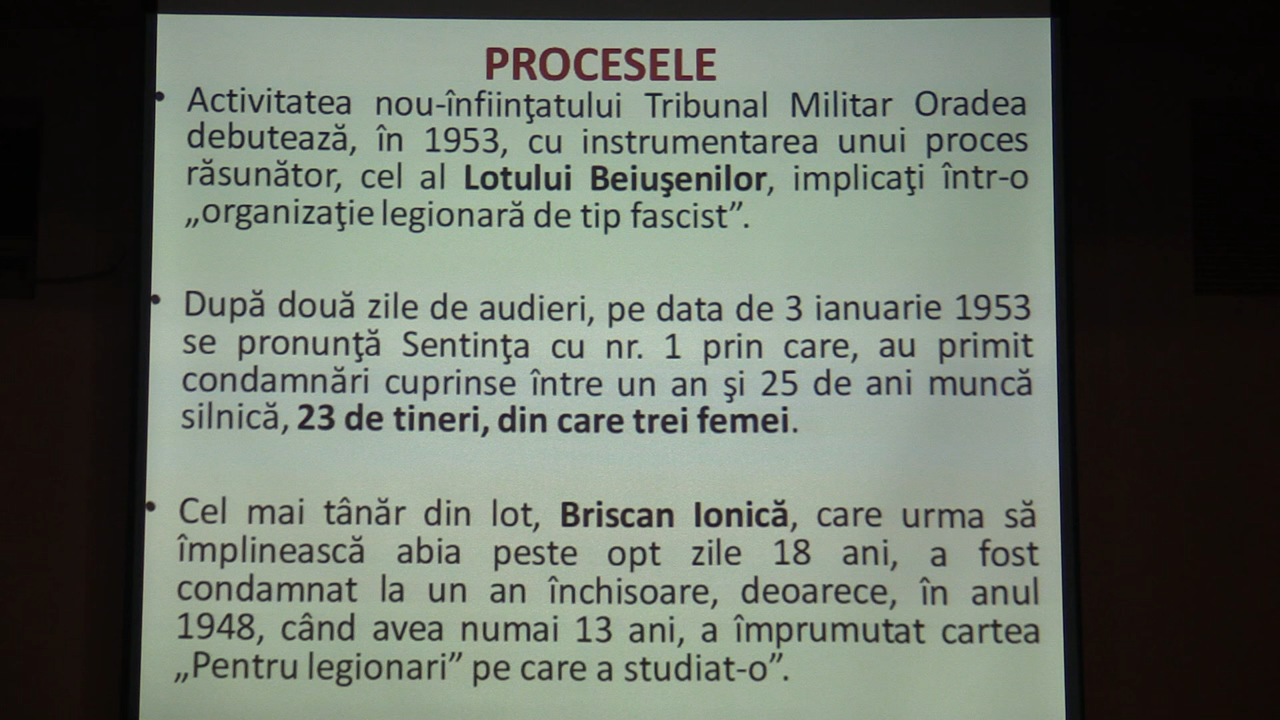 PROCESELE
• Activitatea nou-înfiinţatului Tribunal Militar Oradea
debutează, în 1953, cu instrumentarea unui proces
răsunător, cel al Lotului Beiuşenilor, implicaţi într-o
„organizaţie legionară de tip fascist”.
• După două zile de audieri, pe data de 3 ianuarie 1953
se pronunţă Sentinţa cu nr. 1 prin care, au primit
condamnări cuprinse între un an şi 25 de ani muncă
silnică, 23 de tineri, din care trei femei.
• Cel mai tânăr din lot, Briscan Ionică, care urma să
împlinească abia peste opt zile 18 ani, a fost
condamnat la un an închisoare, deoarece, în anul
1948, când avea numai 13 ani, a împrumutat cartea
„Pentru legionari” pe care a studiat-o”.